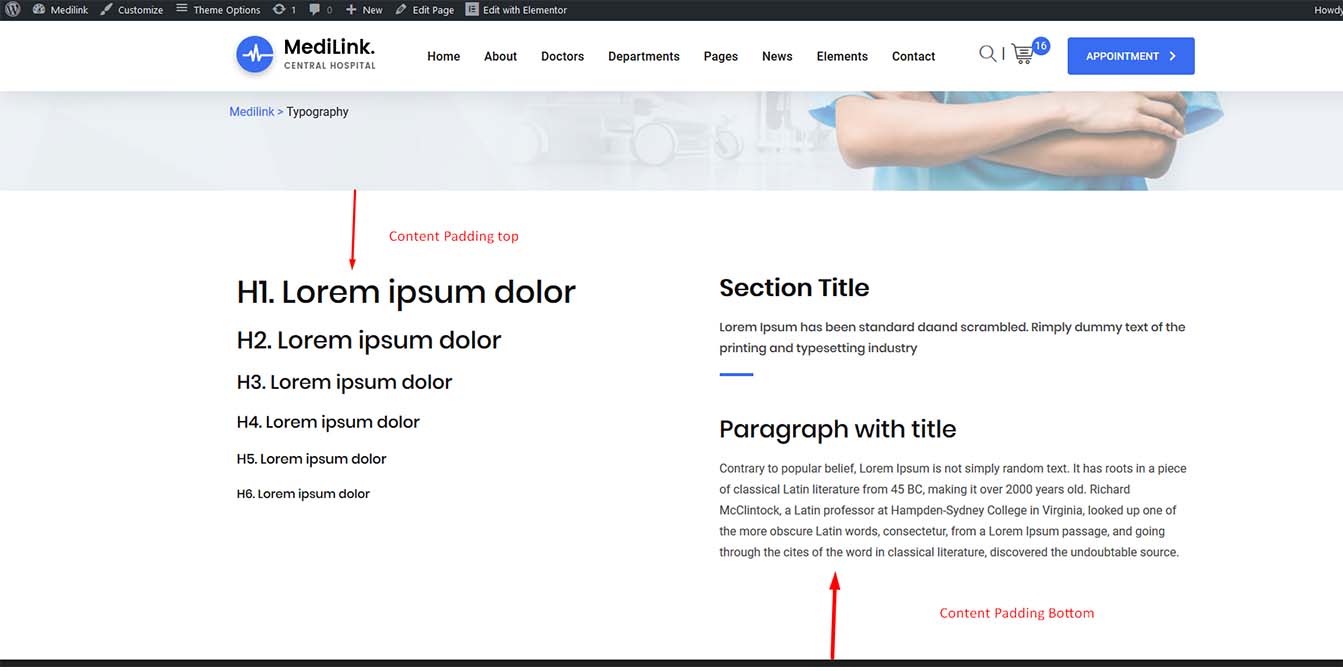 Medilink Customize Theme Options 1 0 New Edit Page Edit with Elementor Howdy
MediLink.
CENTRAL HOSPITAL
Home About Doctors Departments Pages News Elements Contact | 16 APPOINTMENT >
Medilink > Typography
Content Padding top
H1. Lorem ipsum dolor
H2. Lorem ipsum dolor
H3. Lorem ipsum dolor
H4. Lorem ipsum dolor
H5. Lorem ipsum dolor
H6. Lorem ipsum dolor
Section Title
Lorem Ipsum has been standard daand scrambled. Rimply dummy text of the
printing and typesetting industry
Paragraph with title
Contrary to popular belief, Lorem Ipsum is not simply random text. It has roots in a piece
of classical Latin literature from 45 BC, making it over 2000 years old. Richard
McClintock, a Latin professor at Hampden-Sydney College in Virginia, looked up one of
the more obscure Latin words, consectetur, from a Lorem Ipsum passage, and going
through the cites of the word in classical literature, discovered the undoubtable source.
Content Padding Bottom